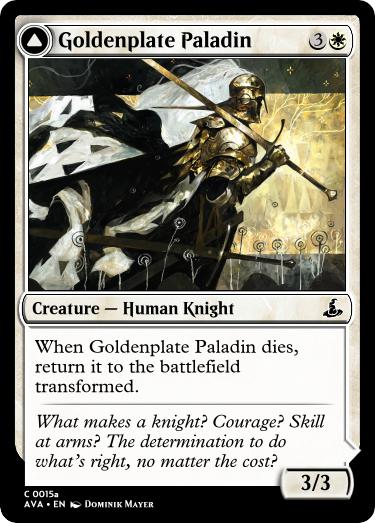 Goldenplate Paladin 3
Creature — Human Knight
When Goldenplate Paladin dies,
return it to the battlefield
transformed.
What makes a knight? Courage? Skill
at arms? The determination to do
what's right, no matter the cost?
3/3
C 0015a
AVA • EN Dominik Mayer